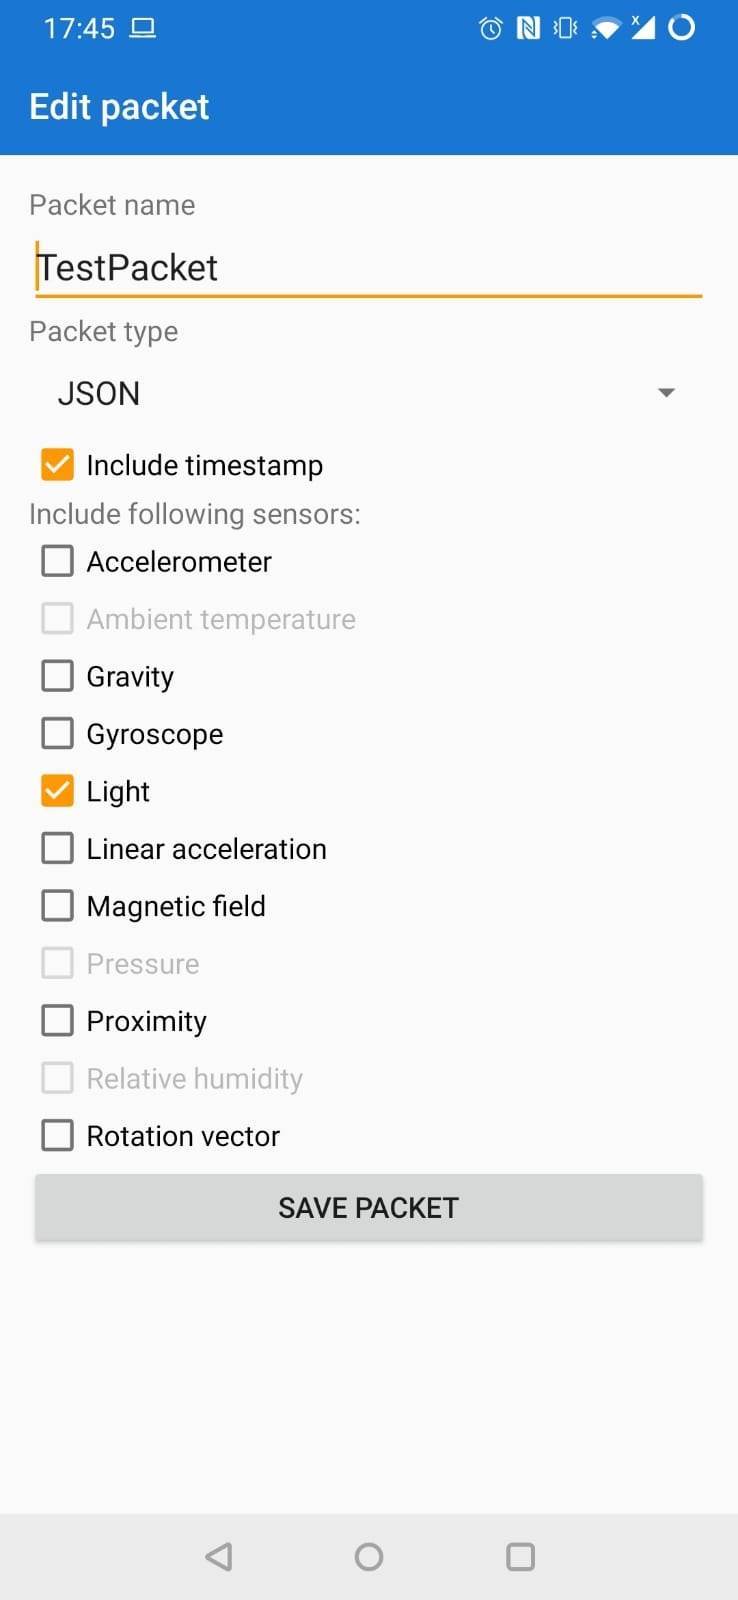 17:45
Edit packet
Packet name
TestPacket
Packet type
JSON
Include timestamp
Include following sensors:
Accelerometer
Ambient temperature
Gravity
Gyroscope
Light
Linear acceleration
Magnetic field
Pressure
Proximity
Relative humidity
Rotation vector
SAVE PACKET